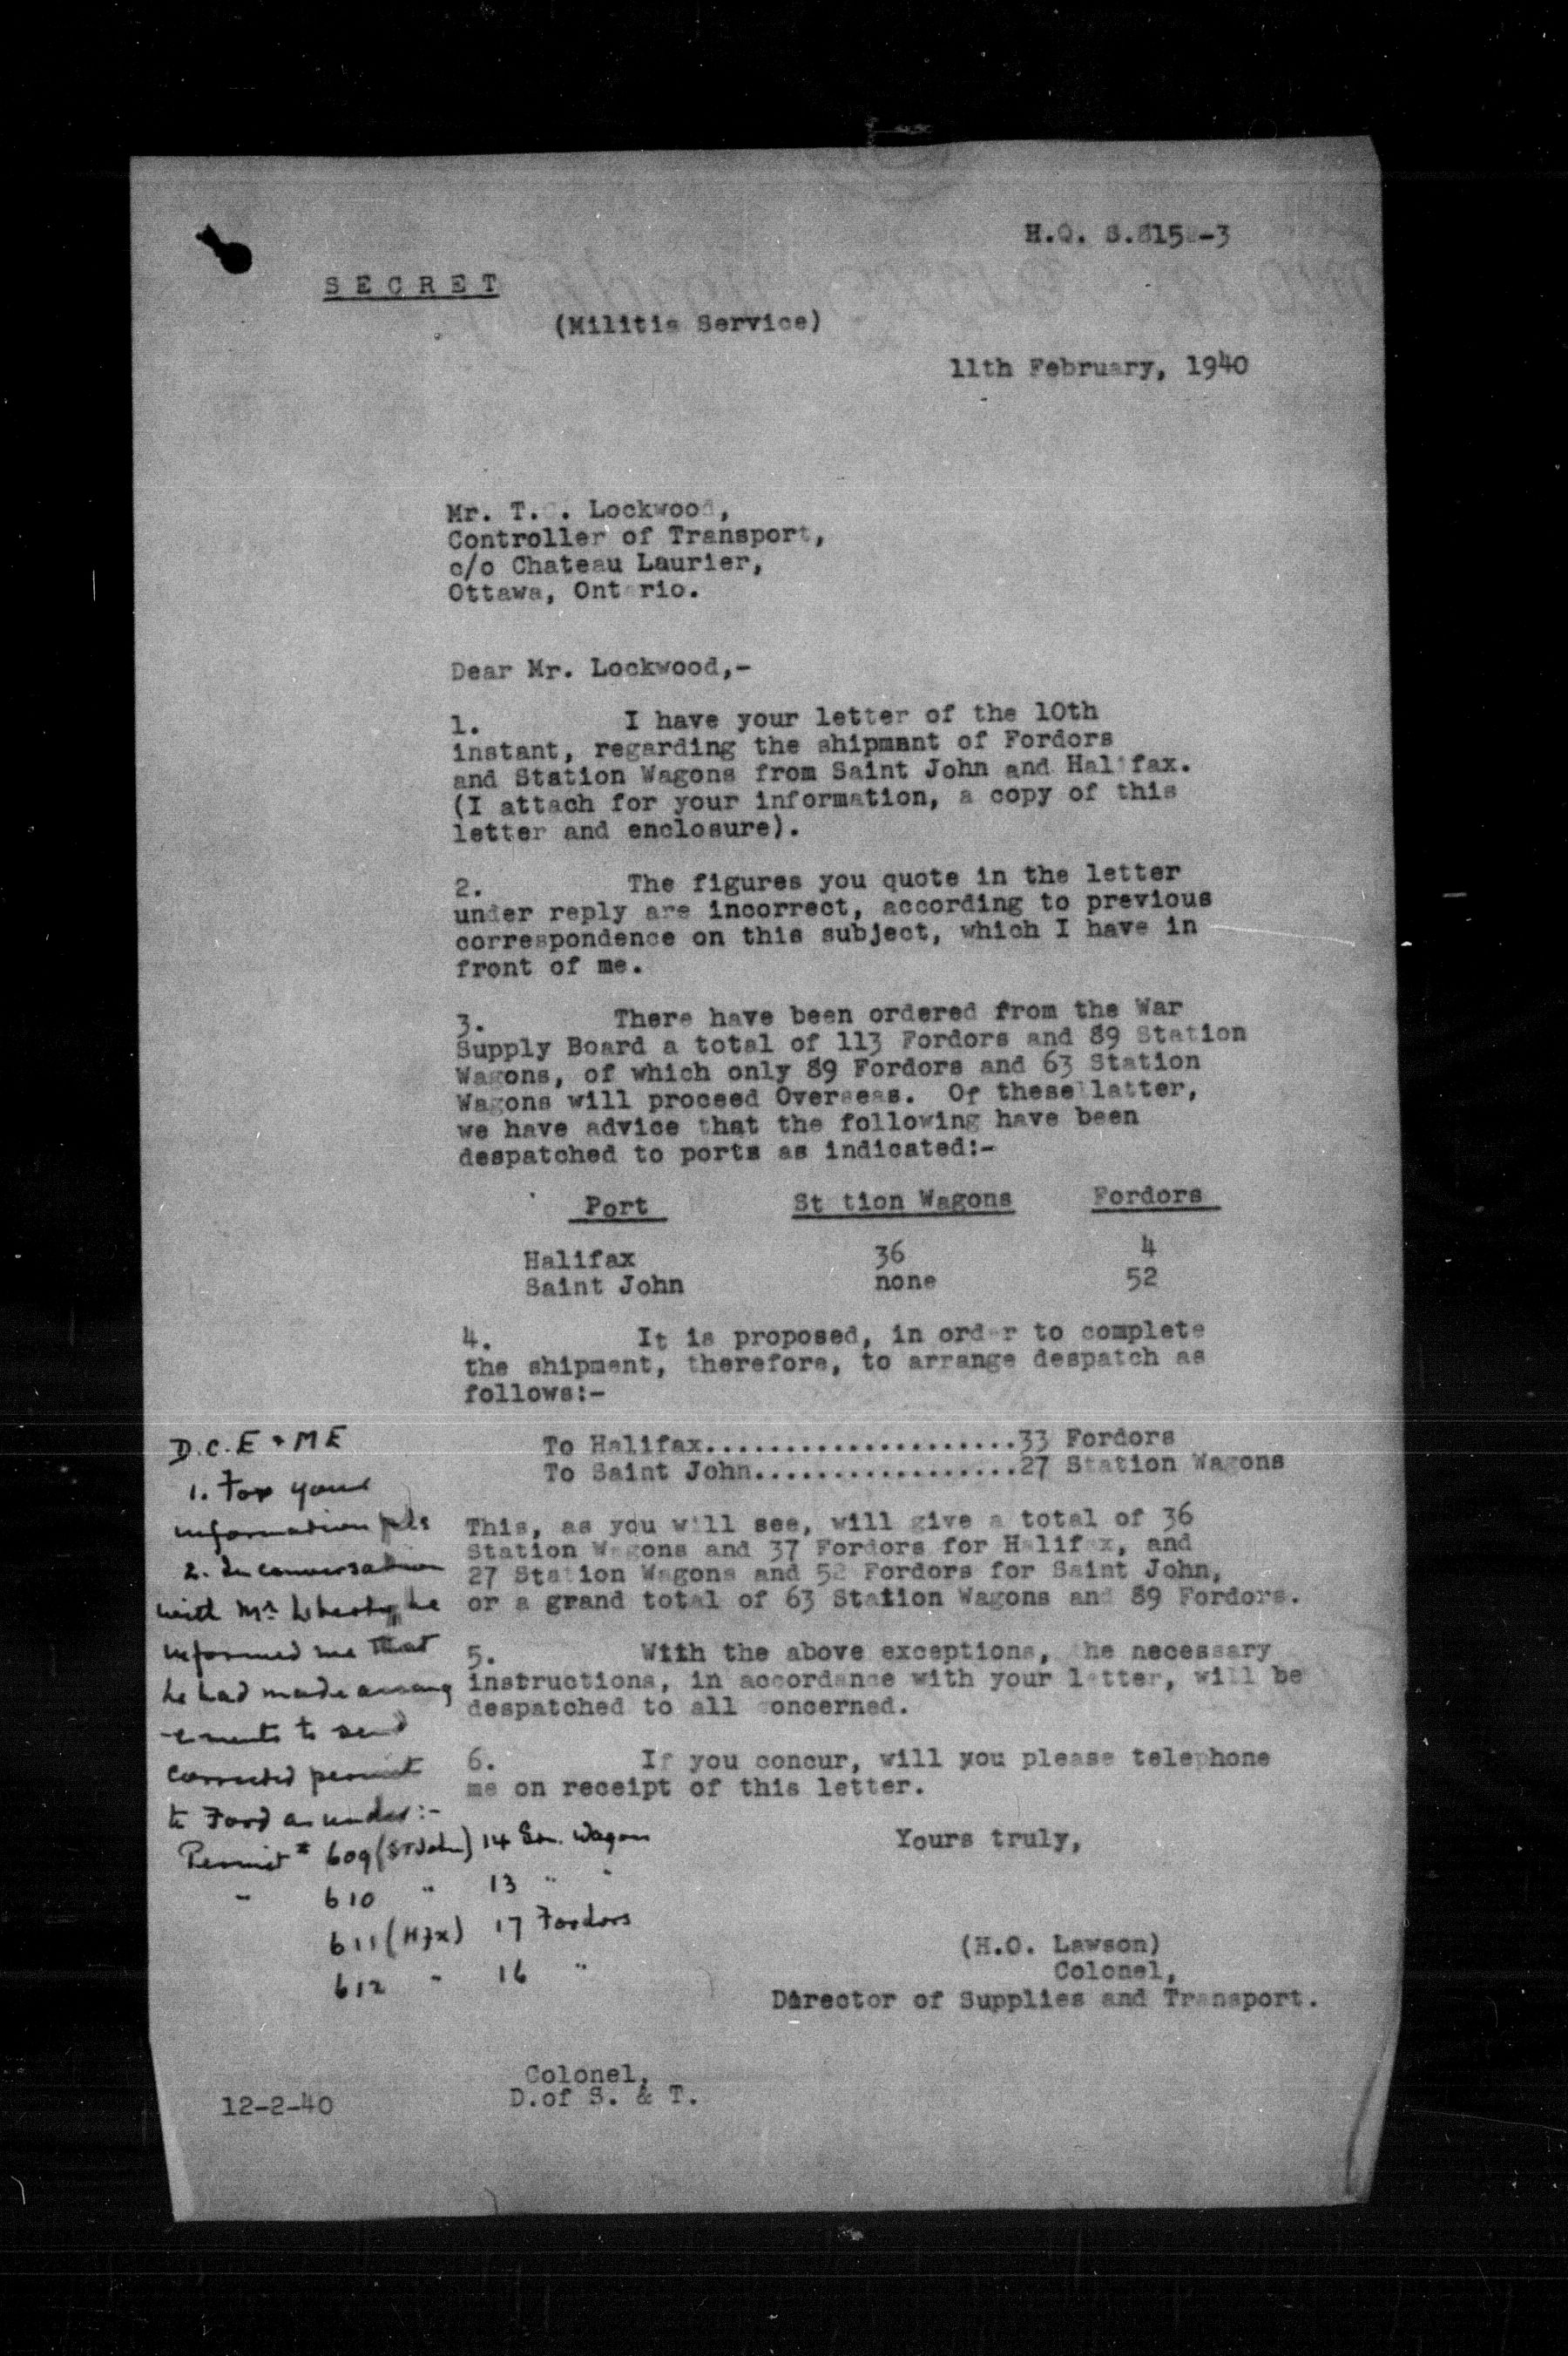 H.Q. S.815 -3
S E C R E T
(Militia Service)
11th February, 1940
Mr. T. . Lockwood,
Controller of Transport,
c/o Chateau Laurier,
Ottawa, Ontario.
Dear Mr. Lockwood,-
1. I have your letter of the 10th
instant, regarding the shipment of Fordors
and Station Wagons from Saint John and Halifax.
(I attach for your information, a copy of this
letter and enclosure).
2. The figures you quote in the letter
under reply are incorrect, according to previous
correspondence on this subject, which I have in
front of me.
3. There have been ordered from the War
Supply Board a total of 113 Fordors and 89 Station
Wagons, of which only 89 Fordors and 63 Station
Wagons will proceed Overseas. Of these latter,
we have advice that the following have been
despatched to ports as indicated:-
Port St tion Wagons Fordors
Halifax 36 4
Saint John none 52
4. It is proposed, in order to complete
the shipment, therefore, to arrange despatch as
follows:-
To Halifax....................33 Fordors
To Saint John.................27 Station Wagons
This, as you will see, will give a total of 36
Station Wagons and 37 Fordors for Halifax, and
27 Station Wagons and 52 Fordors for Saint John,
or a grand total of 63 Station Wagons and 89 Fordors.
5. With the above exceptions, the necessary
instructions, in accordance with your letter, will be
despatched to all concerned.
6. If you concur, will you please telephone
me on receipt of this letter.
Yours truly,
(H.O. Lawson)
Colonel,
Director of Supplies and Transport.
D.C.E + ME
1. For your
information pls
2. In conversation
with Mr he
informed me that
he had made arrang
-ements to send
corrected permit
to Ford as under:-
Permit # 609 (St John) 14 Stn. Wagon
" 610 " 13 " "
611 (Hfx) 17 Fordors
612 " 16 "
Colonel,
D.of S. & T.
12-2-40